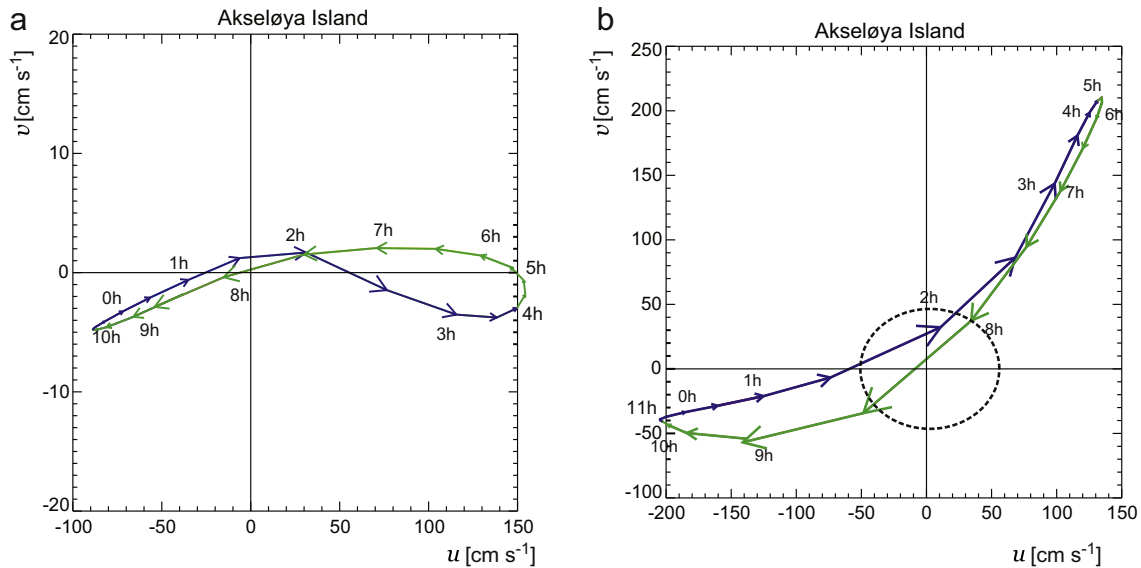 a
Akseløya Island
v [cm s-1]
20
10
0
-10
-20
-100
-50
0
50
100
150
u [cm s-1]
0h
1h
2h
3h
4h
5h
6h
7h
8h
9h
10h
b
Akseløya Island
v [cm s-1]
250
200
150
100
50
0
-50
-100
-200
-150
-100
-50
0
50
100
150
u [cm s-1]
5h
4h
6h
3h
7h
2h
8h
1h
0h
11h
10h
9h